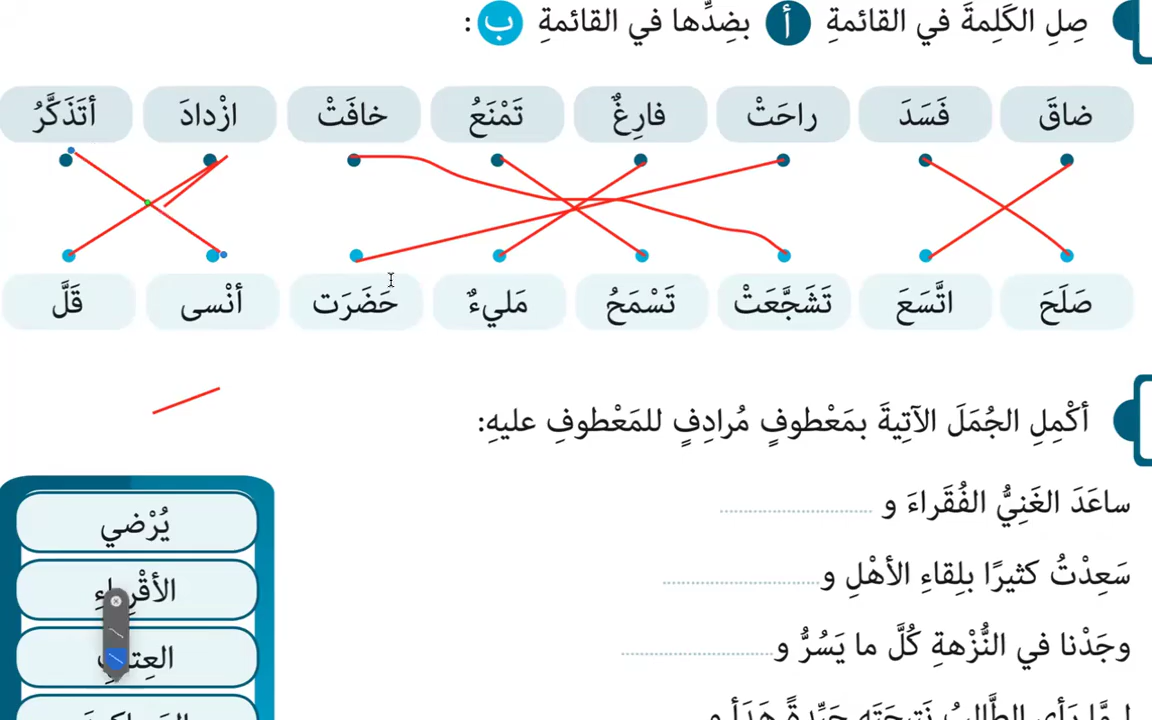 صِلِ الكَلِمةَ في القائمةِ أ بضِدِّها في القائمةِ ب :
ضاقَ فَسَدَ راحَتْ فارِغٌ تَمْنَعُ خافَتْ ازْدادَ أتَذَكَّرُ
صَلَحَ اتَّسَعَ تَشَجَّعَتْ تَسْمَحُ مَليءٌ حَضَرَت أنْسى قَلَّ
أكْمِلِ الجُمَلَ الآتِيةَ بمَعْطوفٍ مُرادِفٍ للمَعْطوفِ عليهِ:
ساعَدَ الغَنِيُّ الفُقَراءَ و
سَعِدْتُ كثيرًا بلِقاءِ الأهْلِ و
وجَدْنا في النُّزْهةِ كُلَّ ما يَسُرُّ و
يُرْضي